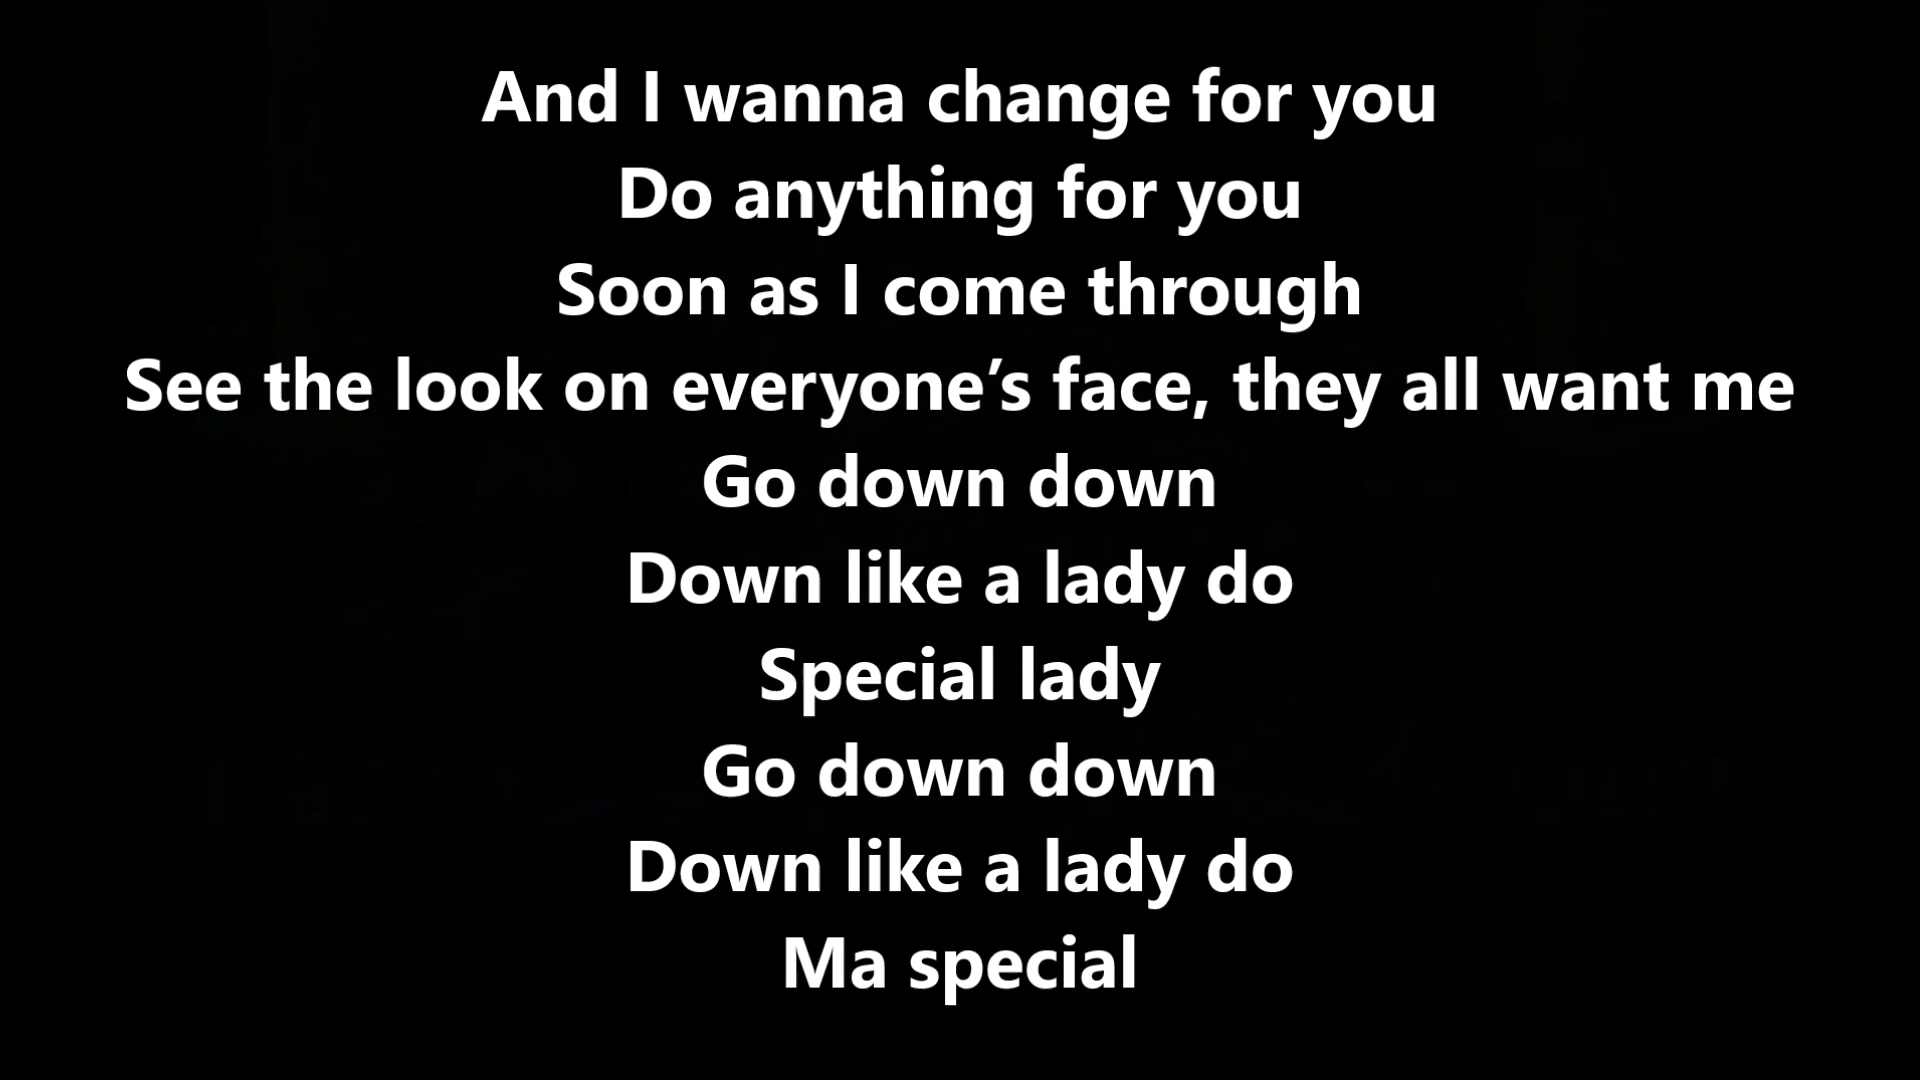 And I wanna change for you
Do anything for you
Soon as I come through
See the look on everyone’s face, they all want me
Go down down
Down like a lady do
Special lady
Go down down
Down like a lady do
Ma special